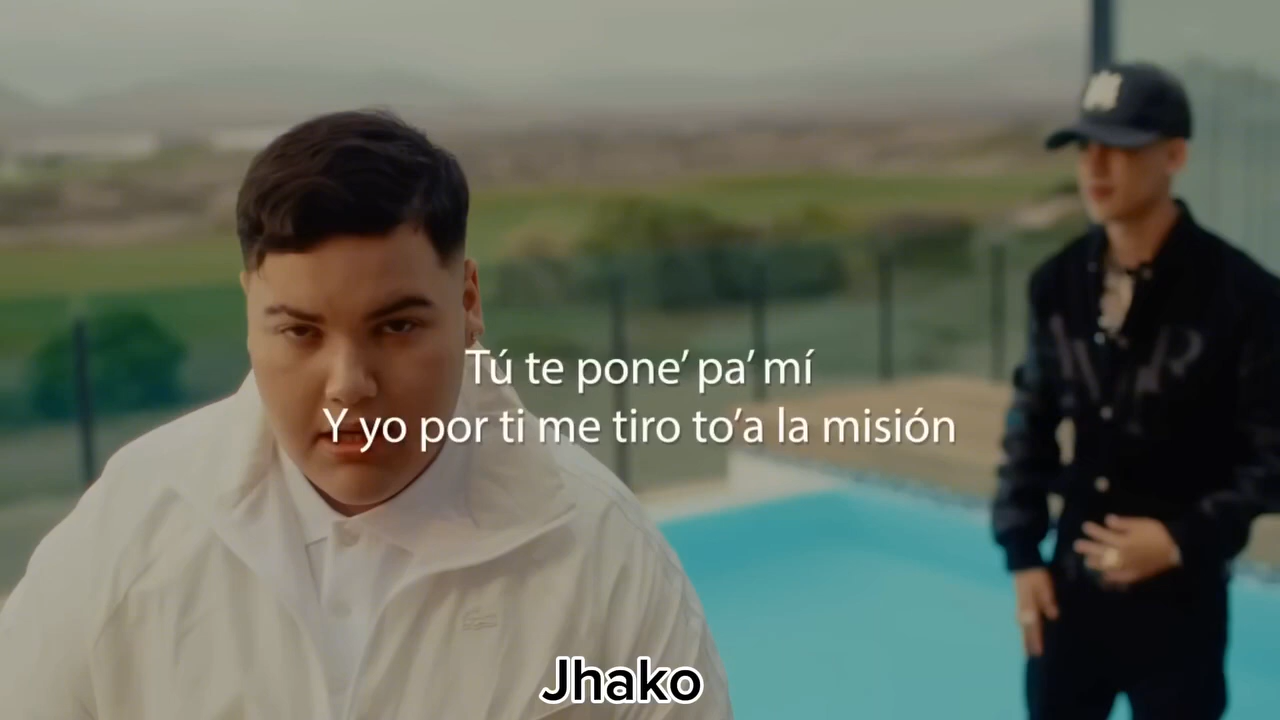 Tú te pone’ pa’ mí
Y yo por ti me tiro to’a la misión
Jhako